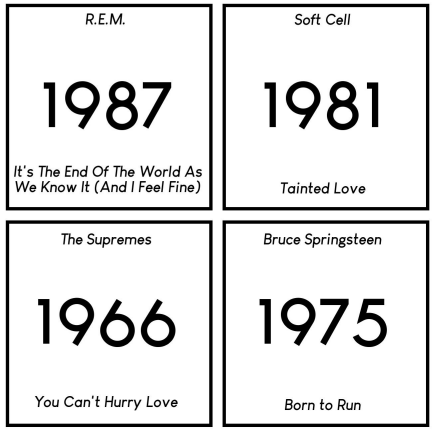 R.E.M.
1987
It's The End Of The World As
We Know It (And I Feel Fine)
Soft Cell
1981
Tainted Love
The Supremes
1966
You Can't Hurry Love
Bruce Springsteen
1975
Born to Run